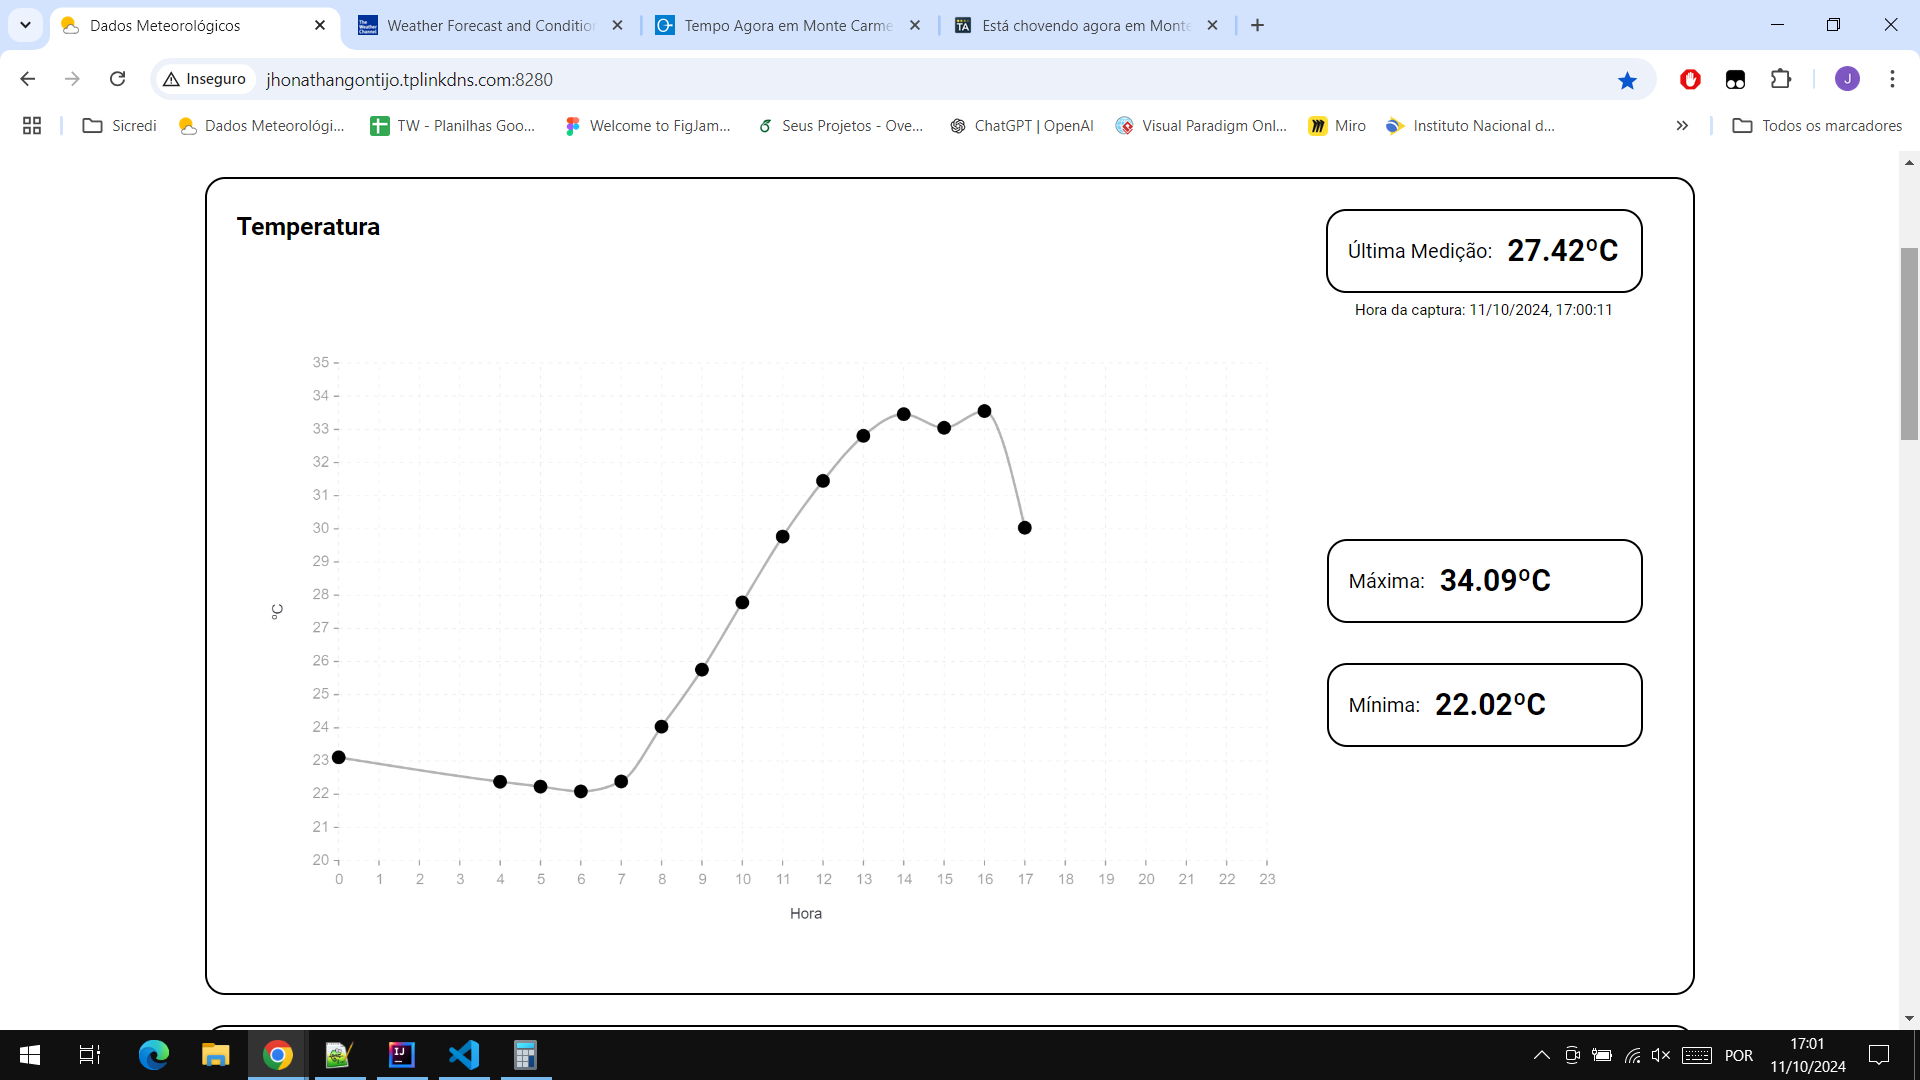 Dados Meteorológicos
Weather Forecast and Condition
Tempo Agora em Monte Carme
Está chovendo agora em Monte
Inseguro
jhonathangontijo.tplinkdns.com:8280
J
Sicredi
Dados Meteorológi...
TW - Planilhas Goo...
Welcome to FigJam...
Seus Projetos - Ove...
ChatGPT | OpenAI
Visual Paradigm Onl...
Miro
Instituto Nacional d...
Todos os marcadores
Temperatura
Última Medição: 27.42ºC
Hora da captura: 11/10/2024, 17:00:11
35
34
33
32
31
30
29
28
27
26
25
24
23
22
21
20
ºC
0 1 2 3 4 5 6 7 8 9 10 11 12 13 14 15 16 17 18 19 20 21 22 23
Hora
Máxima: 34.09ºC
Mínima: 22.02ºC
POR
17:01
11/10/2024